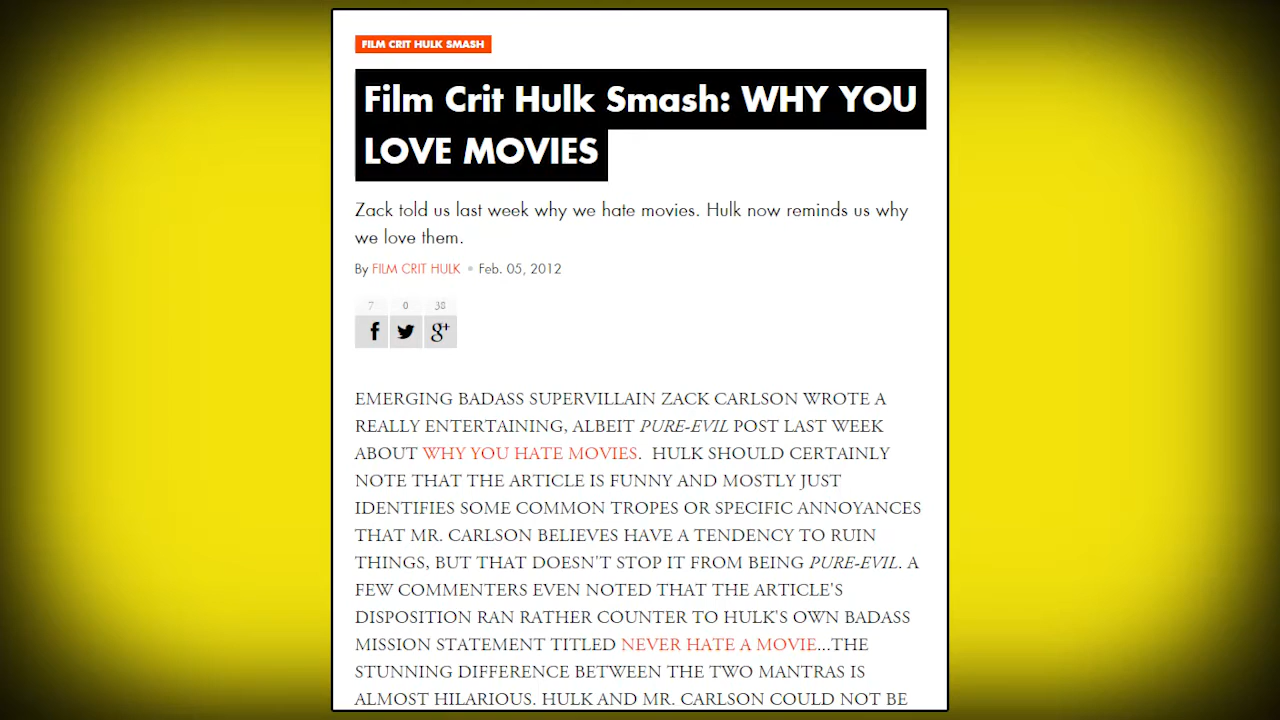 FILM CRIT HULK SMASH
Film Crit Hulk Smash: WHY YOU
LOVE MOVIES
Zack told us last week why we hate movies. Hulk now reminds us why
we love them.
By FILM CRIT HULK • Feb. 05, 2012
7 0 38
f g+
EMERGING BADASS SUPERVILLAIN ZACK CARLSON WROTE A
REALLY ENTERTAINING, ALBEIT PURE-EVIL POST LAST WEEK
ABOUT WHY YOU HATE MOVIES. HULK SHOULD CERTAINLY
NOTE THAT THE ARTICLE IS FUNNY AND MOSTLY JUST
IDENTIFIES SOME COMMON TROPES OR SPECIFIC ANNOYANCES
THAT MR. CARLSON BELIEVES HAVE A TENDENCY TO RUIN
THINGS, BUT THAT DOESN'T STOP IT FROM BEING PURE-EVIL. A
FEW COMMENTERS EVEN NOTED THAT THE ARTICLE'S
DISPOSITION RAN RATHER COUNTER TO HULK'S OWN BADASS
MISSION STATEMENT TITLED NEVER HATE A MOVIE...THE
STUNNING DIFFERENCE BETWEEN THE TWO MANTRAS IS
ALMOST HILARIOUS. HULK AND MR. CARLSON COULD NOT BE